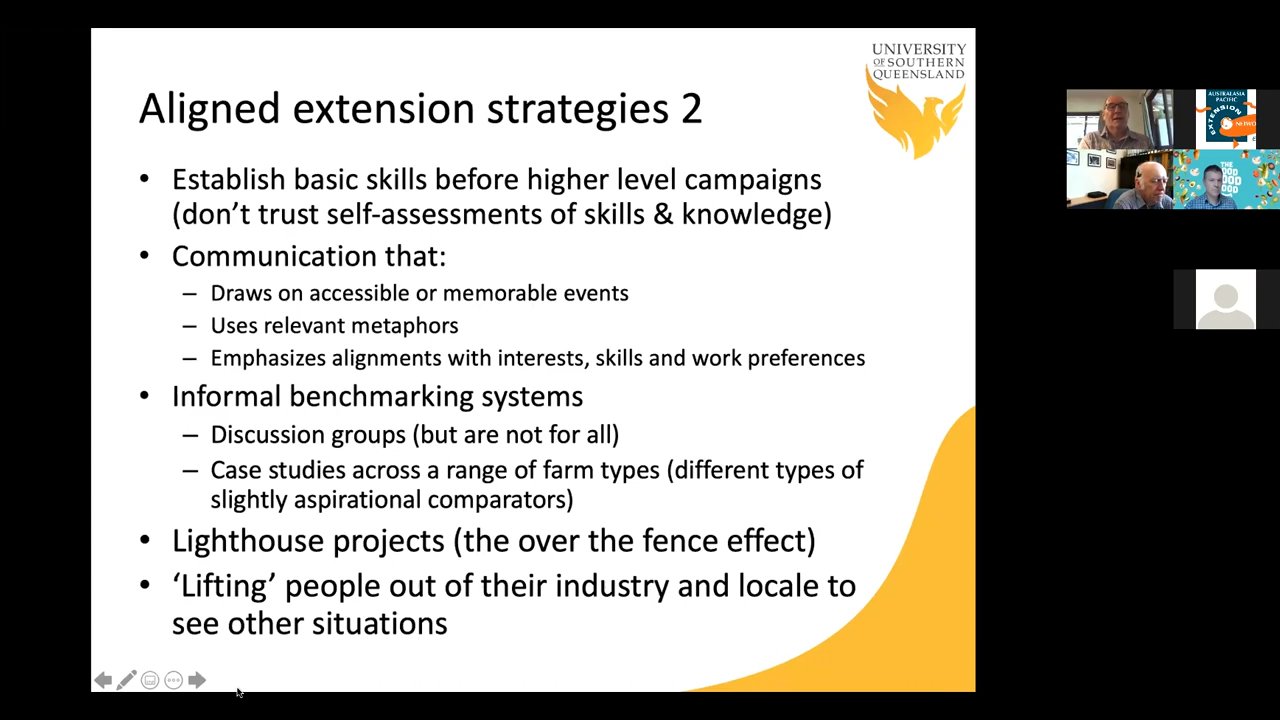 UNIVERSITY
OF SOUTHERN
QUEENSLAND
Aligned extension strategies 2
• Establish basic skills before higher level campaigns
(don’t trust self-assessments of skills & knowledge)
• Communication that:
– Draws on accessible or memorable events
– Uses relevant metaphors
– Emphasizes alignments with interests, skills and work preferences
• Informal benchmarking systems
– Discussion groups (but are not for all)
– Case studies across a range of farm types (different types of
slightly aspirational comparators)
• Lighthouse projects (the over the fence effect)
• ‘Lifting’ people out of their industry and locale to
see other situations
AUSTRALASIA
PACIFIC
EXTENSION
THE